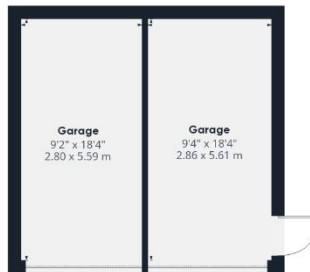 Garage
9'2" x 18'4"
2.80 x 5.59 m
Garage
9'4" x 18'4"
2.86 x 5.61 m